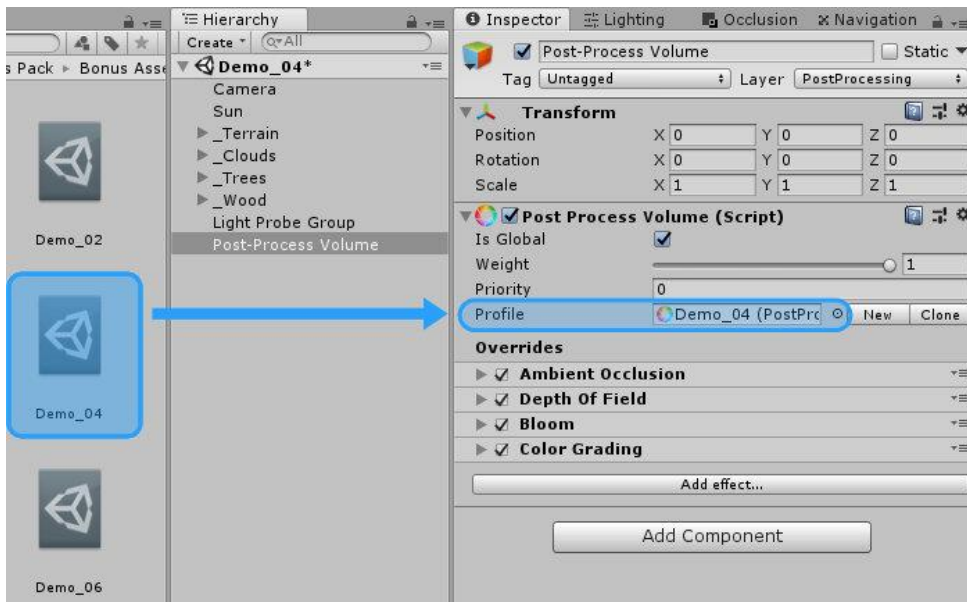 s Pack ▸ Bonus Asse
Demo_02
Demo_04
Demo_06
Hierarchy
Create
All
Demo_04*
Camera
Sun
_Terrain
_Clouds
_Trees
_Wood
Light Probe Group
Post-Process Volume
Inspector Lighting Occlusion Navigation
Post-Process Volume Static
Tag Untagged Layer PostProcessing
Transform
Position X 0 Y 0 Z 0
Rotation X 0 Y 0 Z 0
Scale X 1 Y 1 Z 1
Post Process Volume (Script)
Is Global
Weight 1
Priority 0
Profile Demo_04 (PostPro New Clone
Overrides
Ambient Occlusion
Depth Of Field
Bloom
Color Grading
Add effect...
Add Component